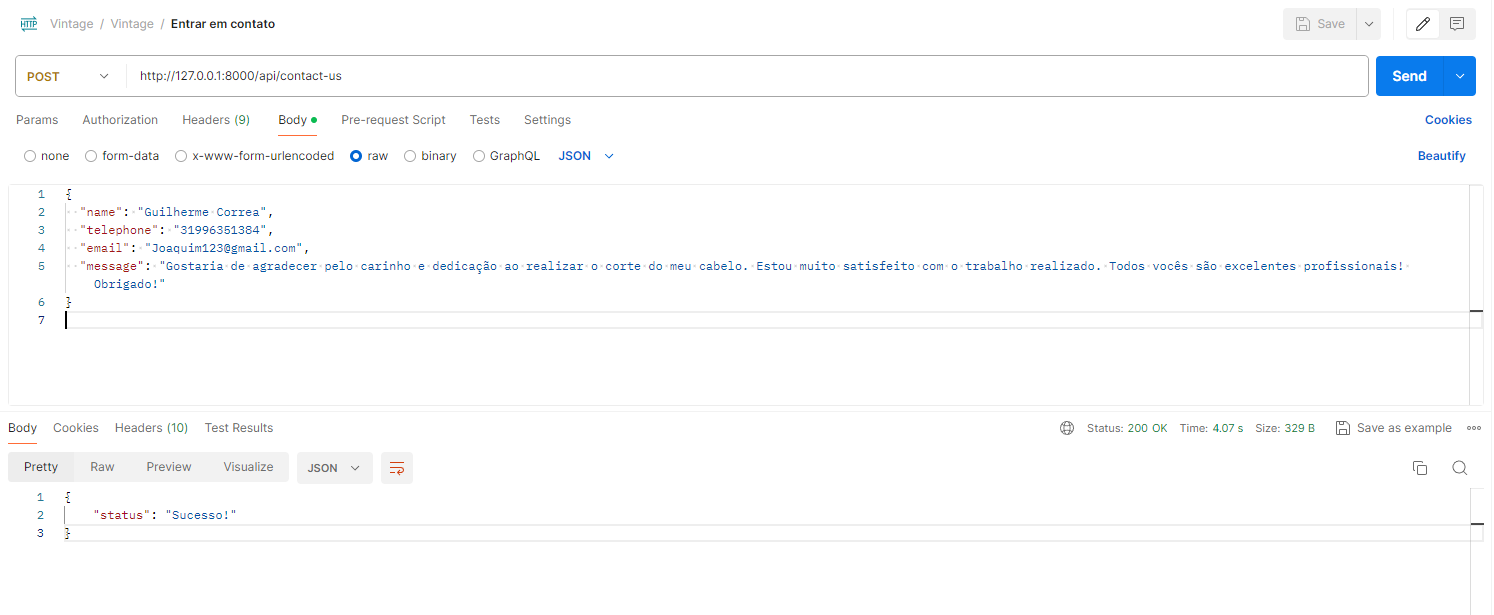 HTTP Vintage / Vintage / Entrar em contato Save
POST http://127.0.0.1:8000/api/contact-us Send
Params Authorization Headers (9) Body Pre-request Script Tests Settings Cookies
none form-data x-www-form-urlencoded raw binary GraphQL JSON Beautify
1 {
2 "name": "Guilherme Correa",
3 "telephone": "31996351384",
4 "email": "Joaquim123@gmail.com",
5 "message": "Gostaria de agradecer pelo carinho e dedicação ao realizar o corte do meu cabelo. Estou muito satisfeito com o trabalho realizado. Todos vocês são excelentes profissionais!
Obrigado!"
6 }
7
Body Cookies Headers (10) Test Results Status: 200 OK Time: 4.07 s Size: 329 B Save as example
Pretty Raw Preview Visualize JSON
1 {
2 "status": "Sucesso!"
3 }